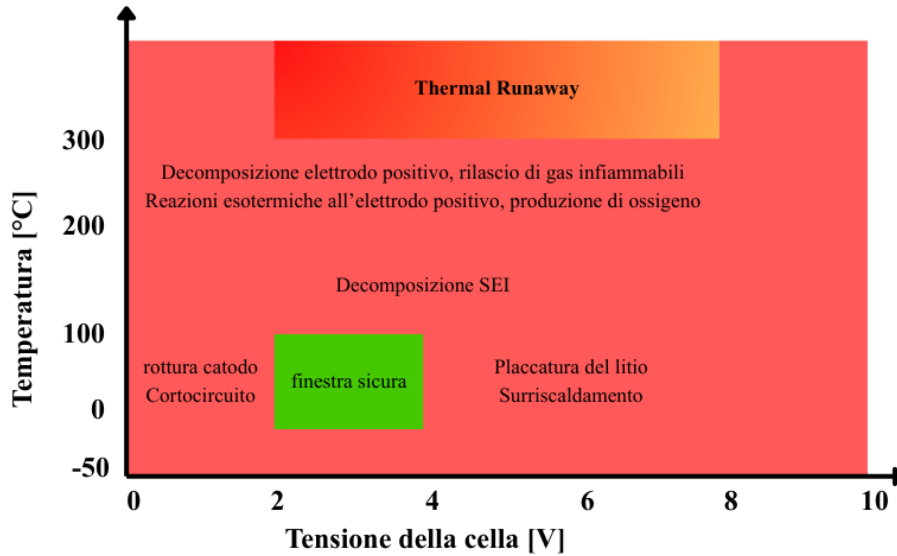 Thermal Runaway
300
Decomposizione elettrodo positivo, rilascio di gas infiammabili
Reazioni esotermiche all'elettrodo positivo, produzione di ossigeno
200
Decomposizione SEI
100
rottura catodo
Cortocircuito
finestra sicura
Placcatura del litio
Surriscaldamento
0
-50
Temperatura [°C]
0 2 4 6 8 10
Tensione della cella [V]